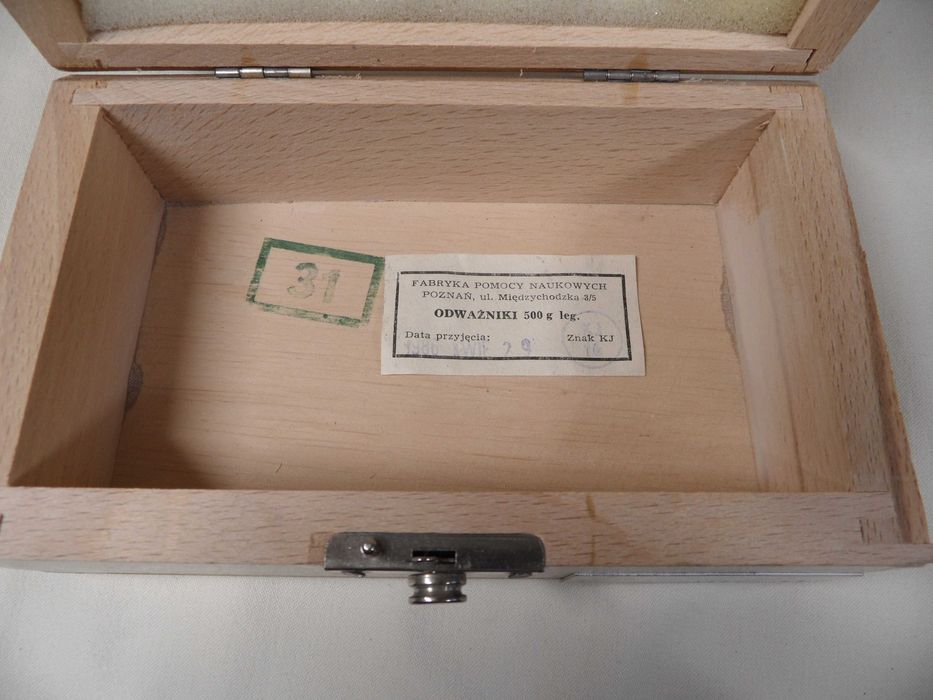 31
FABRYKA POMOCY NAUKOWYCH
POZNAŃ, ul. Międzychodzka 3/5
ODWAŻNIKI 500 g leg.
Data przyjęcia: Znak KJ